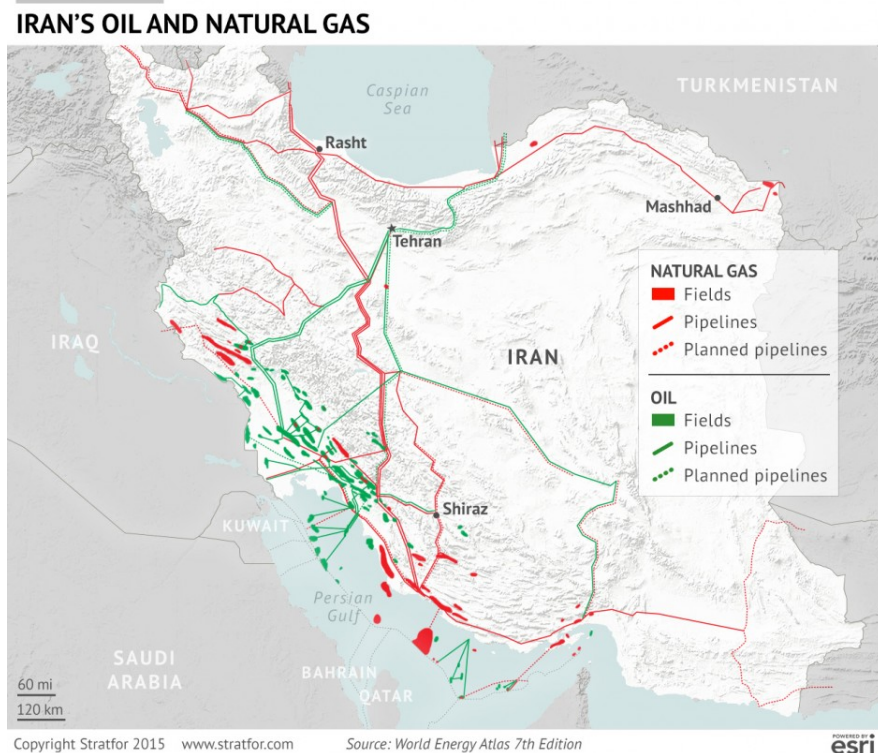 IRAN'S OIL AND NATURAL GAS
Caspian
Sea
TURKMENISTAN
Rasht
Mashhad
Tehran
NATURAL GAS
Fields
Pipelines
Planned pipelines
IRAQ
IRAN
OIL
Fields
Pipelines
Planned pipelines
Shiraz
KUWAIT
Persian
Gulf
SAUDI
ARABIA
BAHRAIN
QATAR
60 mi
120 km
Copyright Stratfor 2015 www.stratfor.com Source: World Energy Atlas 7th Edition
POWERED BY
esri